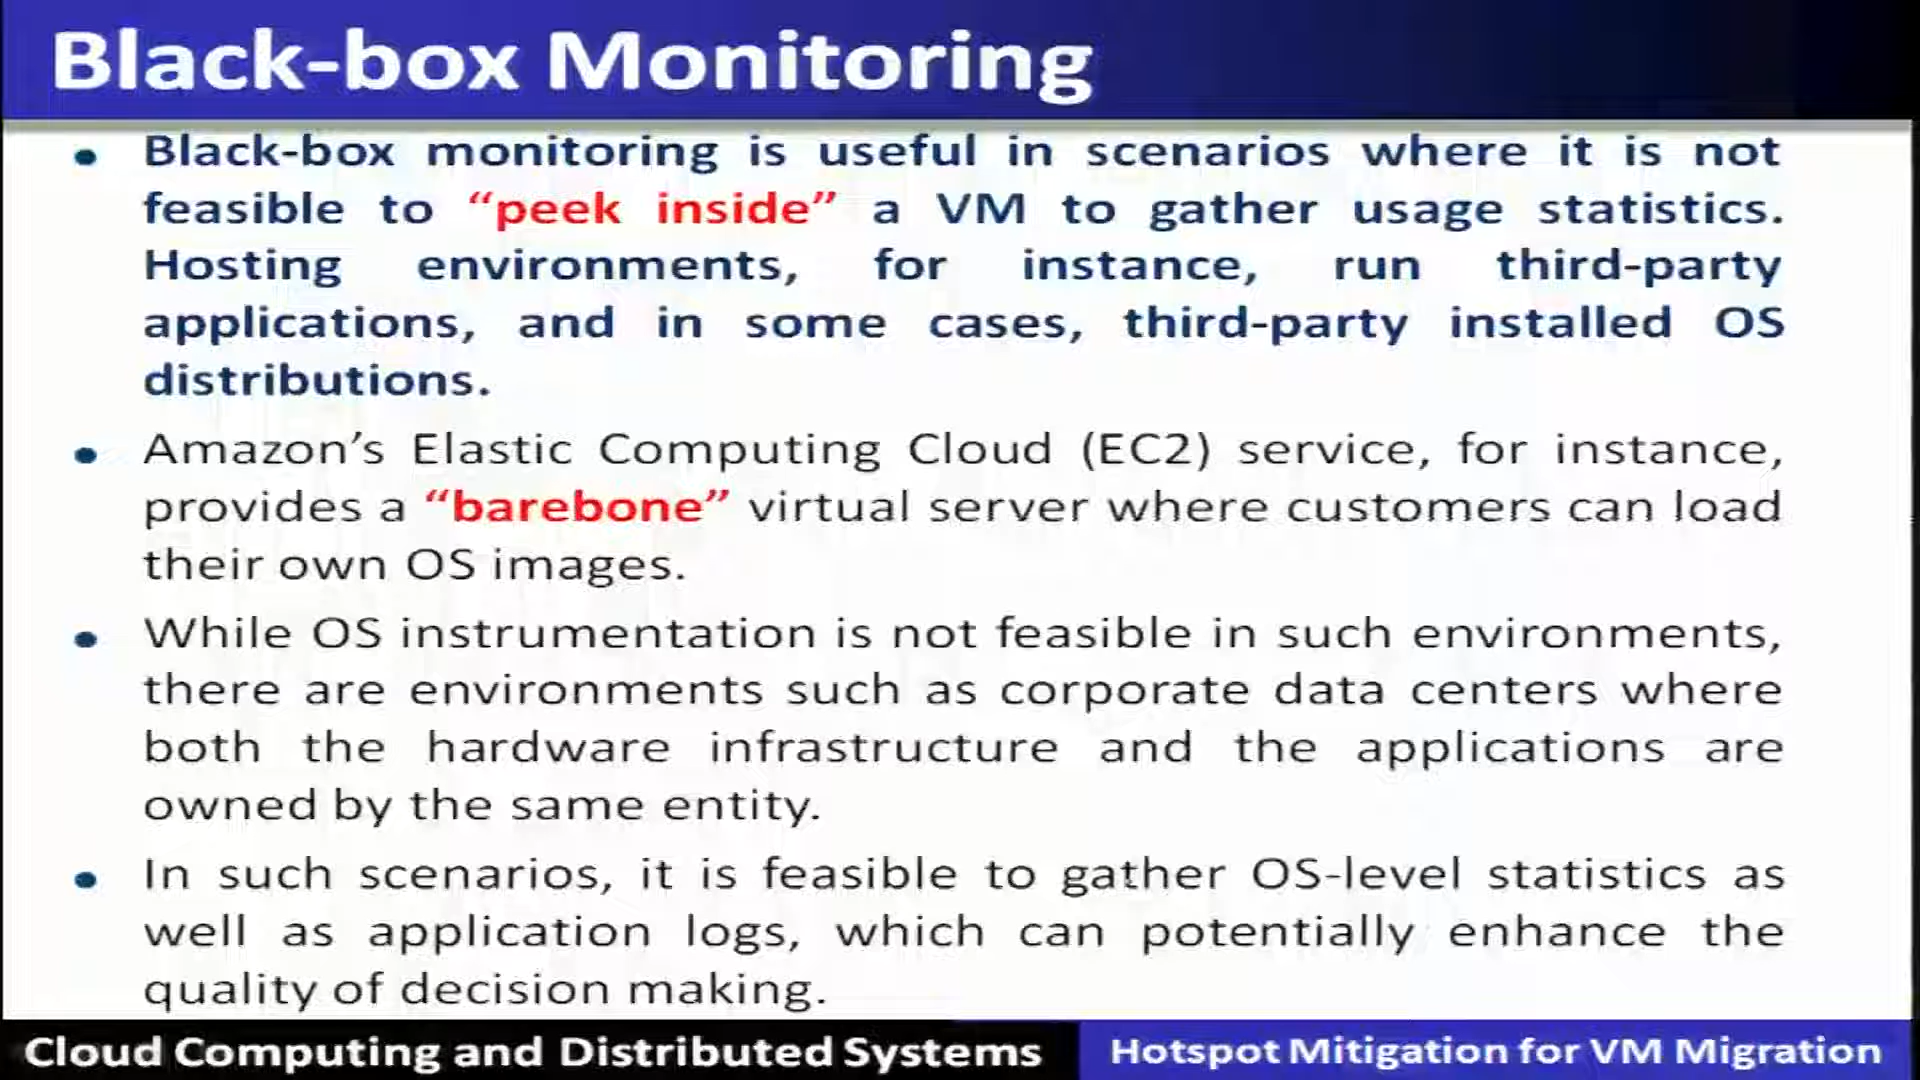 Black-box Monitoring
• Black-box monitoring is useful in scenarios where it is not
feasible to “peek inside” a VM to gather usage statistics.
Hosting environments, for instance, run third-party
applications, and in some cases, third-party installed OS
distributions.
• Amazon’s Elastic Computing Cloud (EC2) service, for instance,
provides a “barebone” virtual server where customers can load
their own OS images.
• While OS instrumentation is not feasible in such environments,
there are environments such as corporate data centers where
both the hardware infrastructure and the applications are
owned by the same entity.
• In such scenarios, it is feasible to gather OS-level statistics as
well as application logs, which can potentially enhance the
quality of decision making.
Cloud Computing and Distributed Systems
Hotspot Mitigation for VM Migration